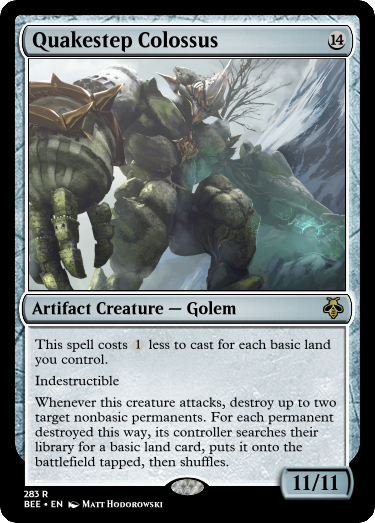 Quakestep Colossus 14
Artifact Creature — Golem
This spell costs 1 less to cast for each basic land
you control.
Indestructible
Whenever this creature attacks, destroy up to two
target nonbasic permanents. For each permanent
destroyed this way, its controller searches their
library for a basic land card, puts it onto the
battlefield tapped, then shuffles.
11/11
283 R
BEE • EN Matt Hodorowski